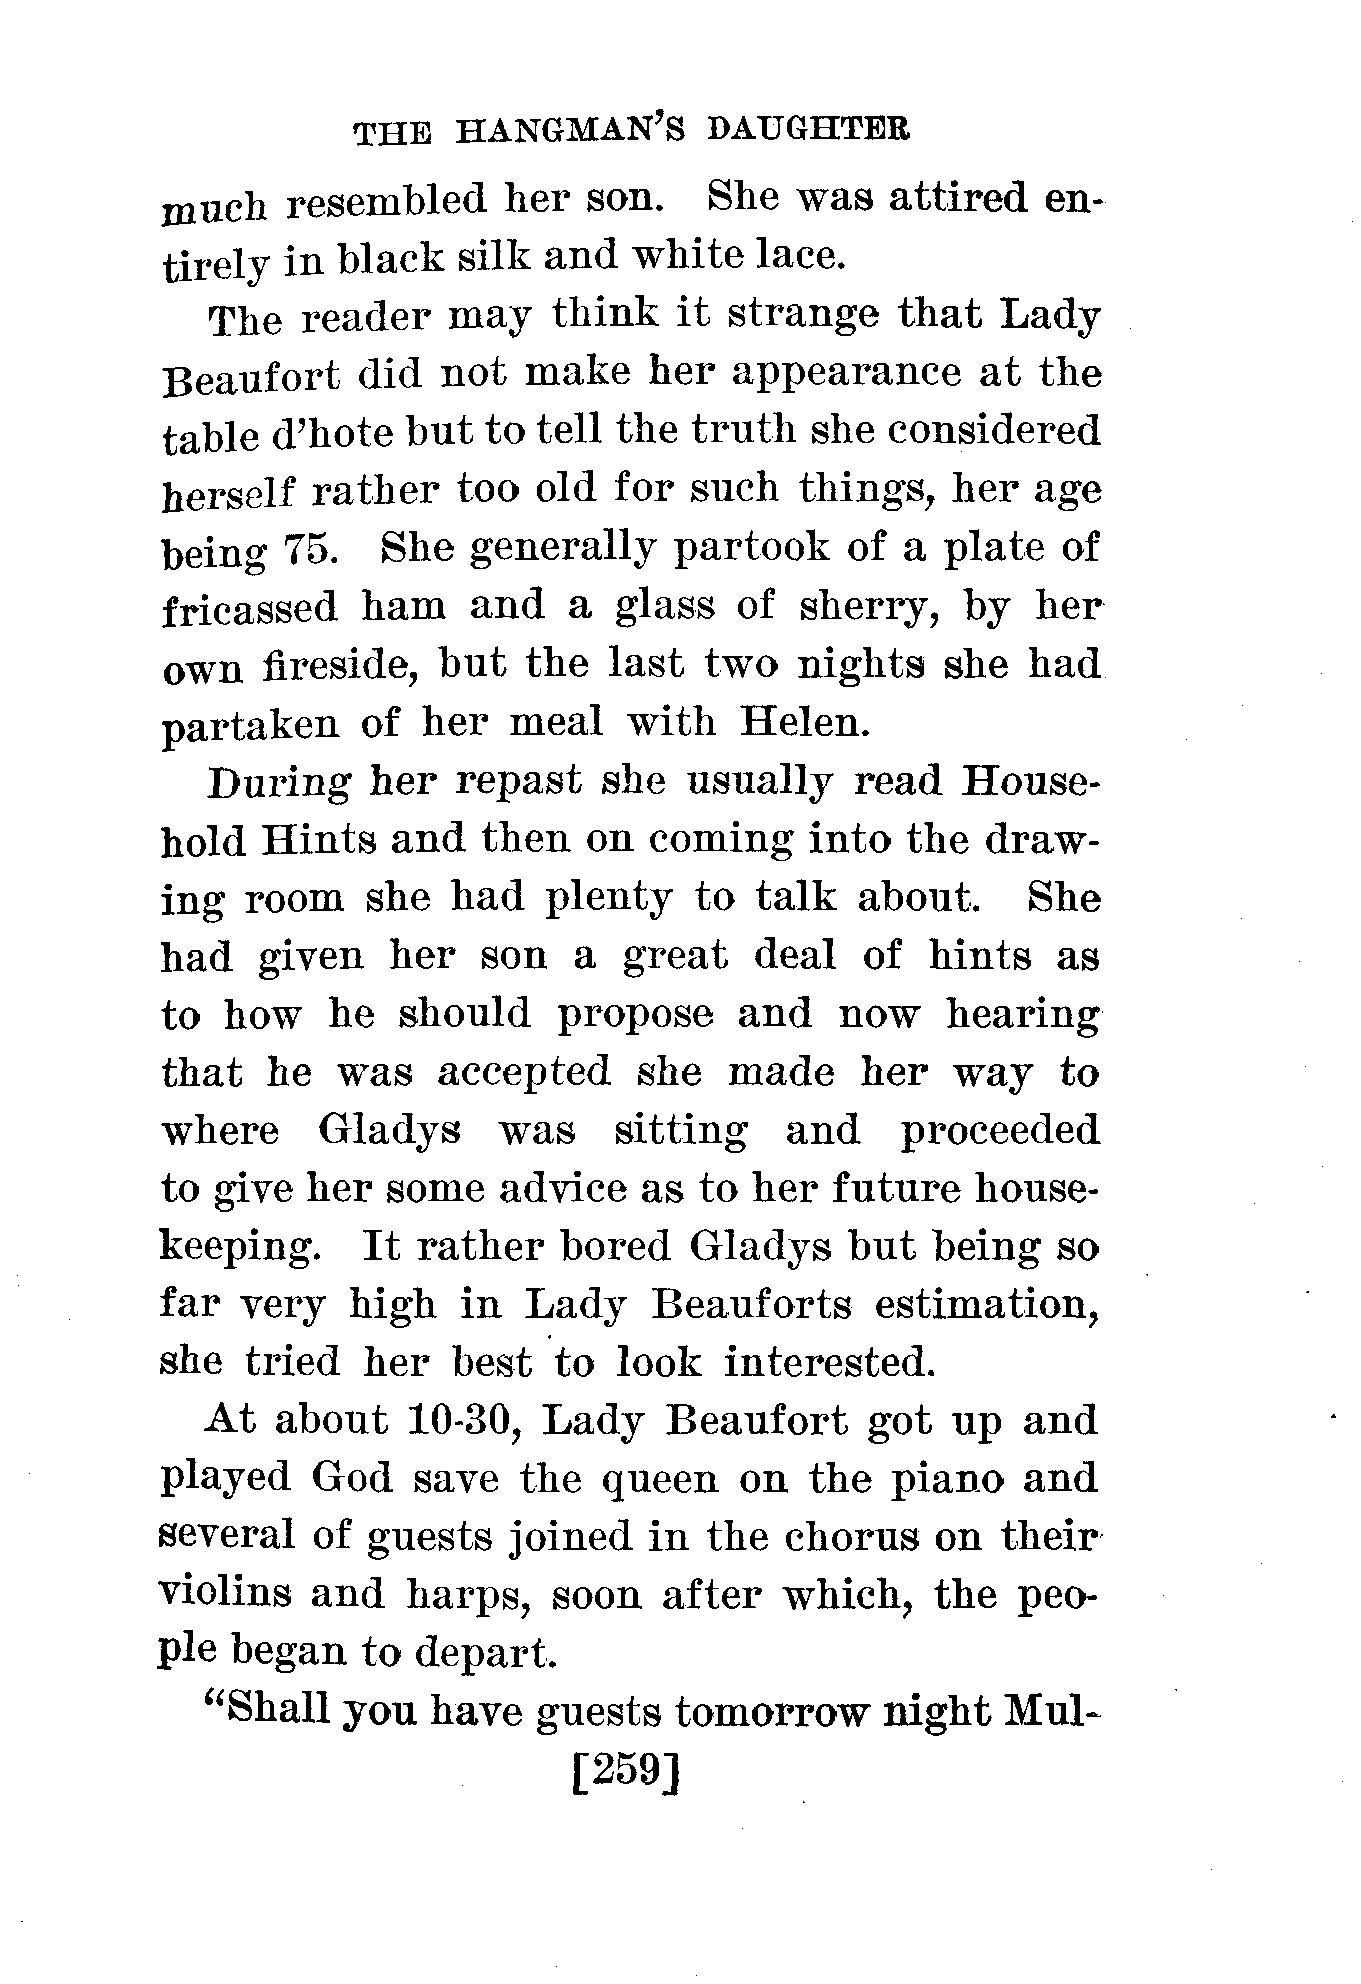 THE HANGMAN'S DAUGHTER
much resembled her son. She was attired en-
tirely in black silk and white lace.
The reader may think it strange that Lady
Beaufort did not make her appearance at the
table d'hote but to tell the truth she considered
herself rather too old for such things, her age
being 75. She generally partook of a plate of
fricassed ham and a glass of sherry, by her
own fireside, but the last two nights she had
partaken of her meal with Helen.
During her repast she usually read House-
hold Hints and then on coming into the draw-
ing room she had plenty to talk about. She
had given her son a great deal of hints as
to how he should propose and now hearing
that he was accepted she made her way to
where Gladys was sitting and proceeded
to give her some advice as to her future house-
keeping. It rather bored Gladys but being so
far very high in Lady Beauforts estimation,
she tried her best to look interested.
At about 10-30, Lady Beaufort got up and
played God save the queen on the piano and
several of guests joined in the chorus on their
violins and harps, soon after which, the peo-
ple began to depart.
"Shall you have guests tomorrow night Mul-
[259]